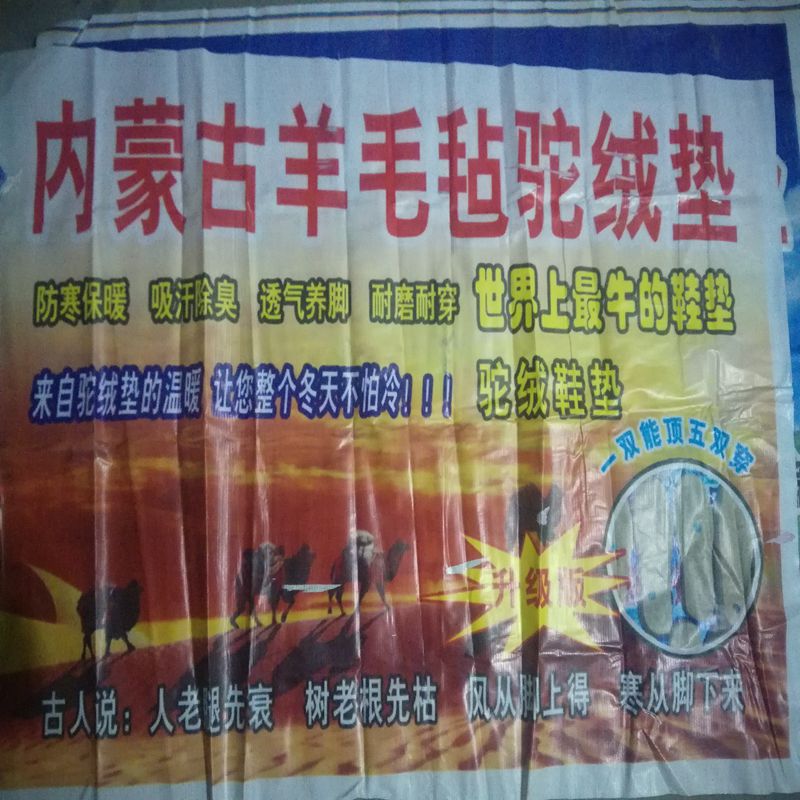 内蒙古羊毛毡驼绒垫
防寒保暖 吸汗除臭 透气养脚 耐磨耐穿 世界上最牛的鞋垫
来自驼绒垫的温暖 让您整个冬天不怕冷!!! 驼绒鞋垫
一双能顶五双穿
升级版
古人说：人老腿先衰 树老根先枯 风从脚上得 寒从脚下来